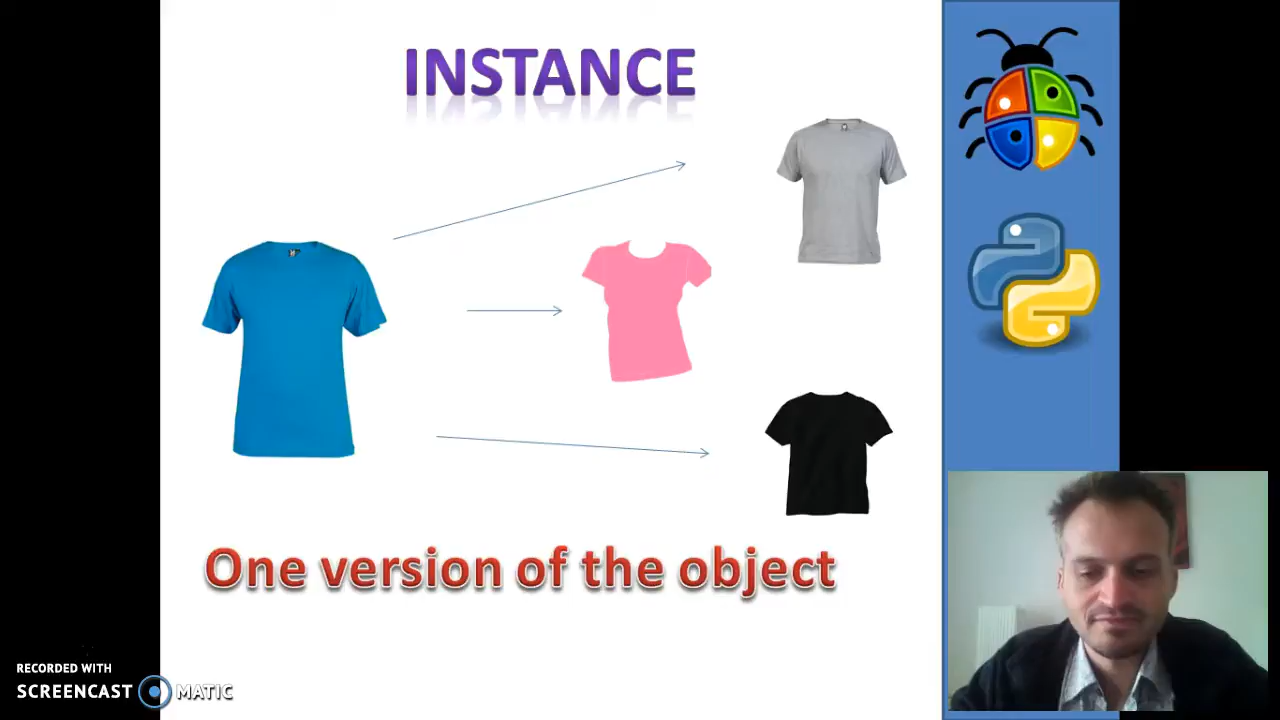 INSTANCE
One version of the object
RECORDED WITH
SCREENCAST MATIC